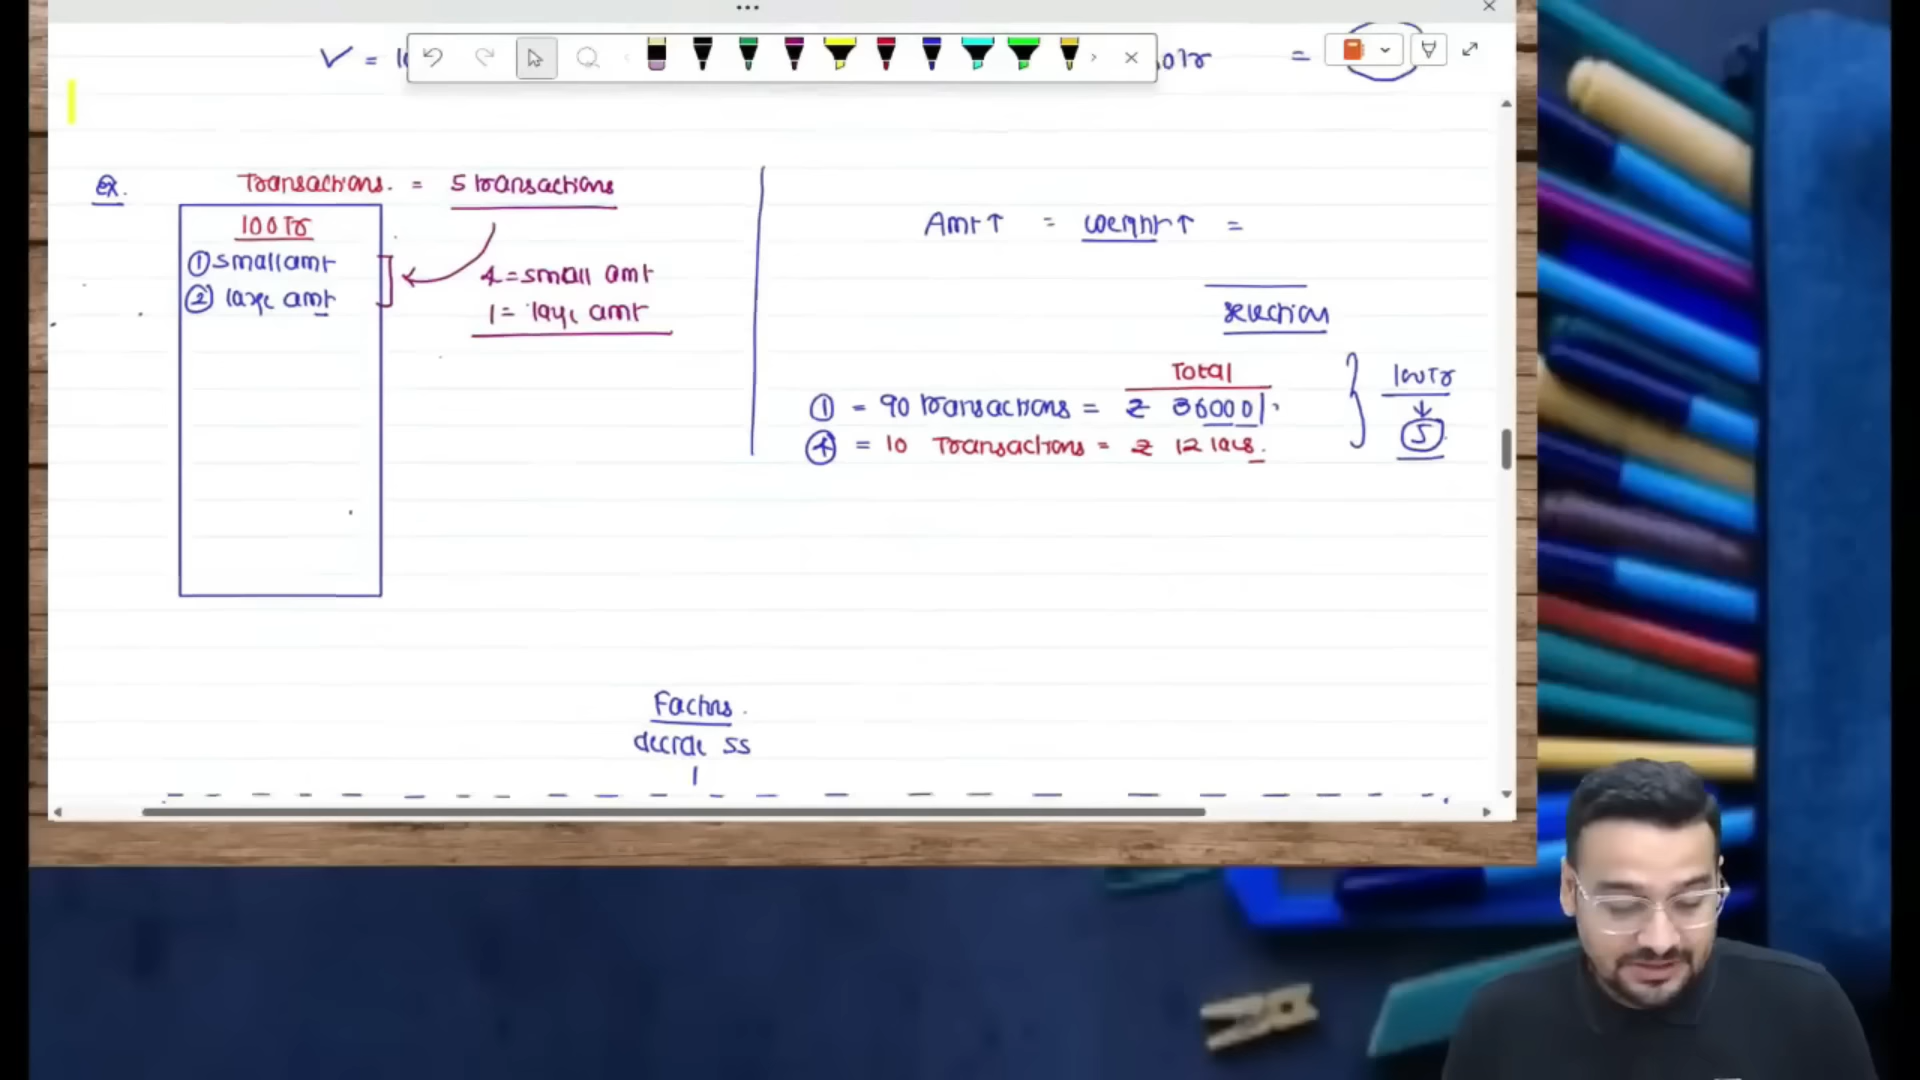 V = 10
=
Ex.
Transactions. = 5 transactions
100 Tr
① small amt
② large amt
4 = small amt
1 = large amt
Amt↑ = weight↑ =
selection
Total
① = 90 transactions = ₹ 36000/-
④ = 10 Transactions = ₹ 12 lacs.
100 Tr
↓
5
Factors.
decide SS